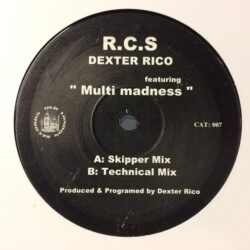 R.C.S
DEXTER RICO
featuring
" Multi madness "
CAT: 007
A: Skipper Mix
B: Technical Mix
Produced & Programed by Dexter Rico